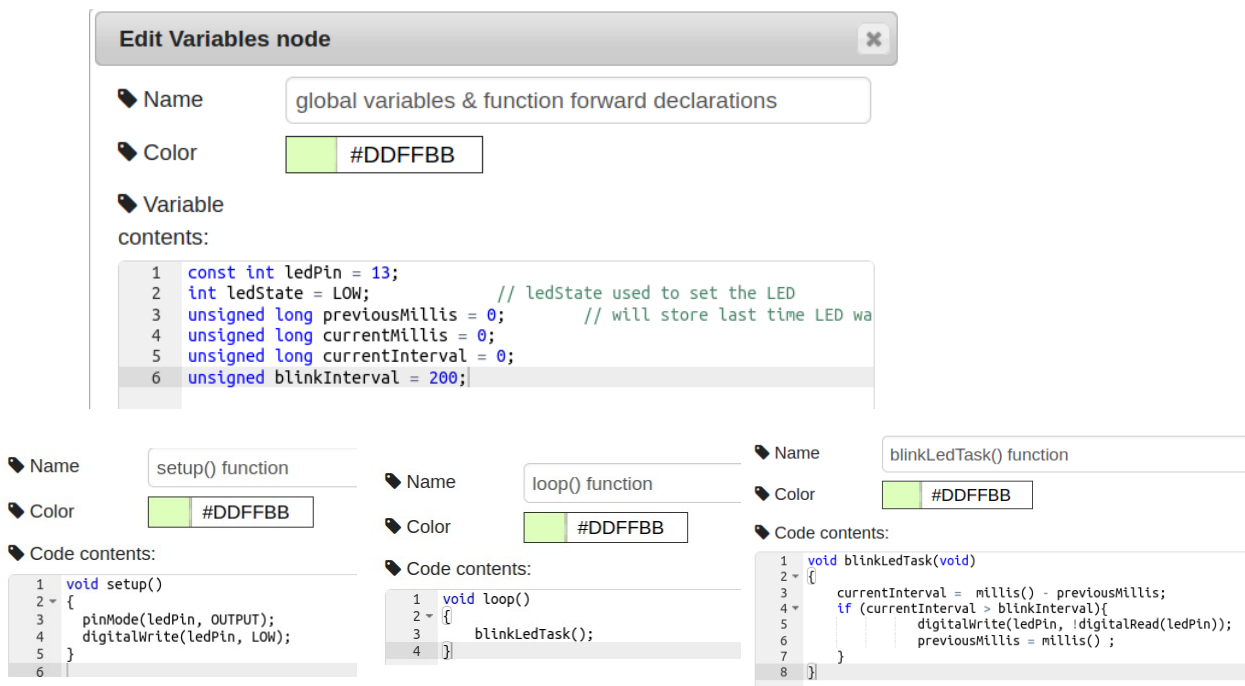 Edit Variables node
Name
global variables & function forward declarations
Color
#DDFFBB
Variable
contents:
1 const int ledPin = 13;
2 int ledState = LOW; // ledState used to set the LED
3 unsigned long previousMillis = 0; // will store last time LED wa
4 unsigned long currentMillis = 0;
5 unsigned long currentInterval = 0;
6 unsigned blinkInterval = 200;
Name
setup() function
Color
#DDFFBB
Code contents:
1 void setup()
2 {
3 pinMode(ledPin, OUTPUT);
4 digitalWrite(ledPin, LOW);
5 }
6
Name
loop() function
Color
#DDFFBB
Code contents:
1 void loop()
2 {
3 blinkLedTask();
4 }
Name
blinkLedTask() function
Color
#DDFFBB
Code contents:
1 void blinkLedTask(void)
2 {
3 currentInterval = millis() - previousMillis;
4 if (currentInterval > blinkInterval){
5 digitalWrite(ledPin, !digitalRead(ledPin));
6 previousMillis = millis() ;
7 }
8 }